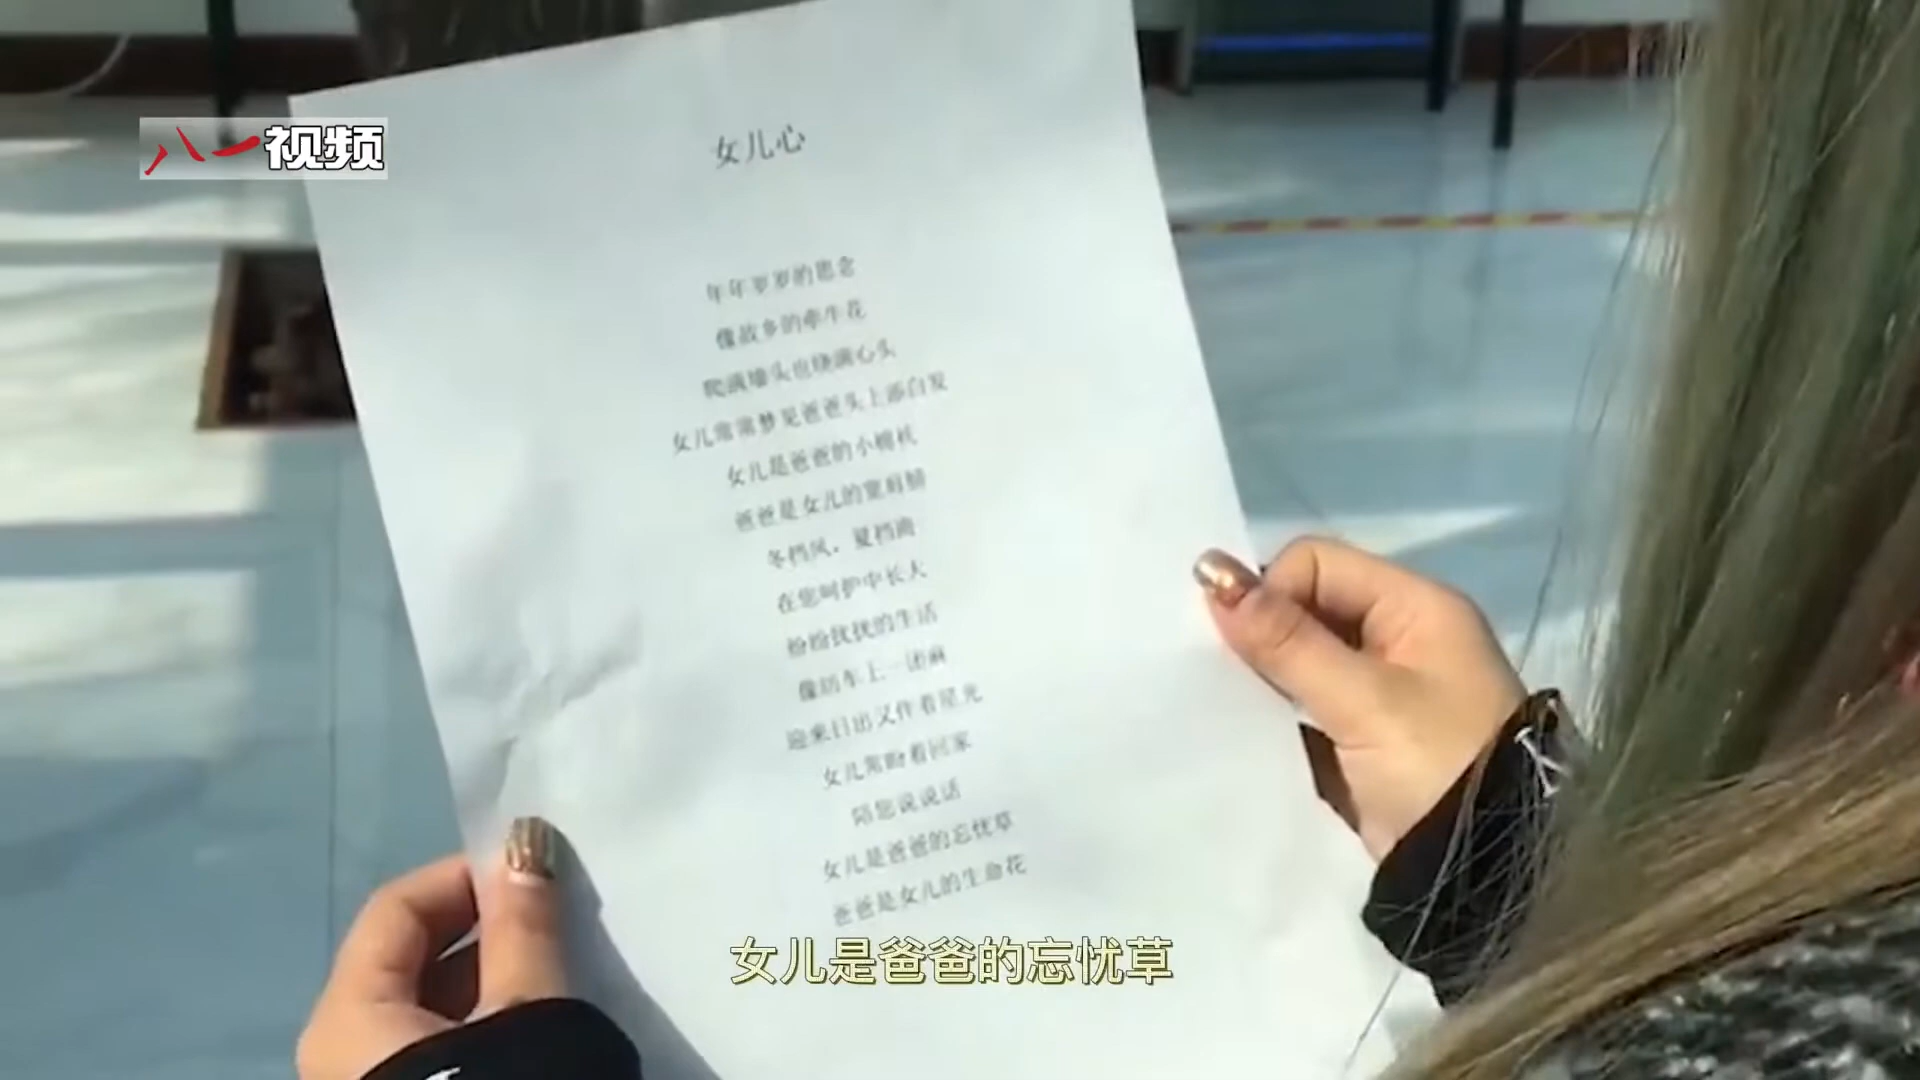 八一视频
女儿心
年年岁岁的思念
像故乡的牵牛花
爬满墙头也绕满心头
女儿常常梦见爸爸头上添白发
女儿是爸爸的小棉袄
爸爸是女儿的宽肩膀
冬挡风，夏挡雨
在您呵护中长大
纷纷扰扰的生活
像纺车上一团麻
迎来日出又伴着星光
女儿常盼着回家
陪您说说话
女儿是爸爸的忘忧草
爸爸是女儿的生命花
女儿是爸爸的忘忧草